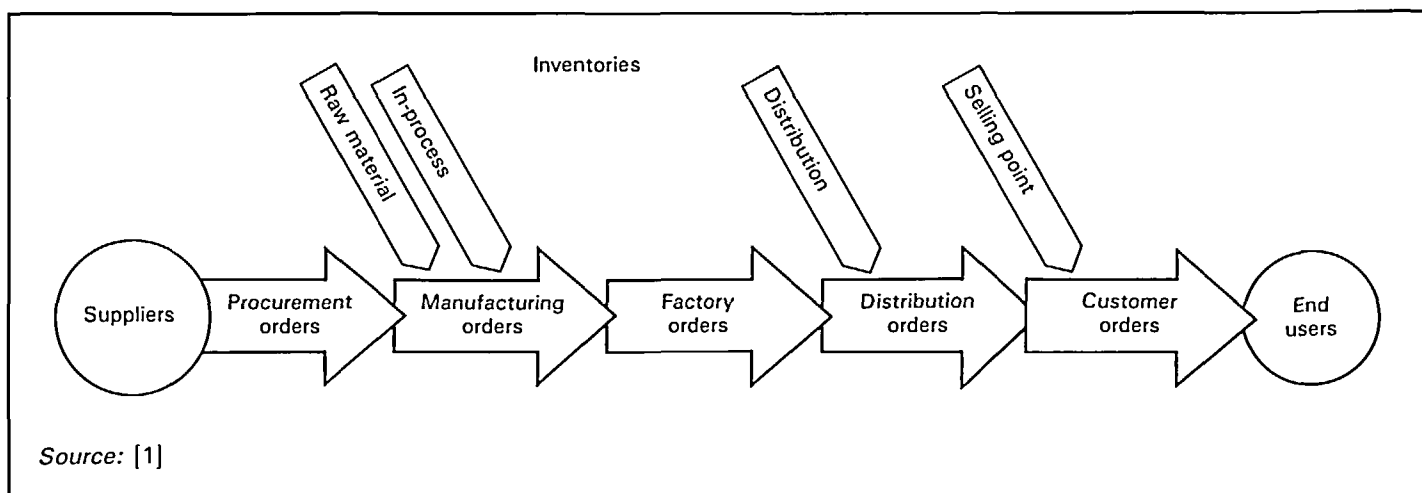 Inventories
Raw material
In-process
Distribution
Selling point
Suppliers
Procurement
orders
Manufacturing
orders
Factory
orders
Distribution
orders
Customer
orders
End
users
Source: [1]